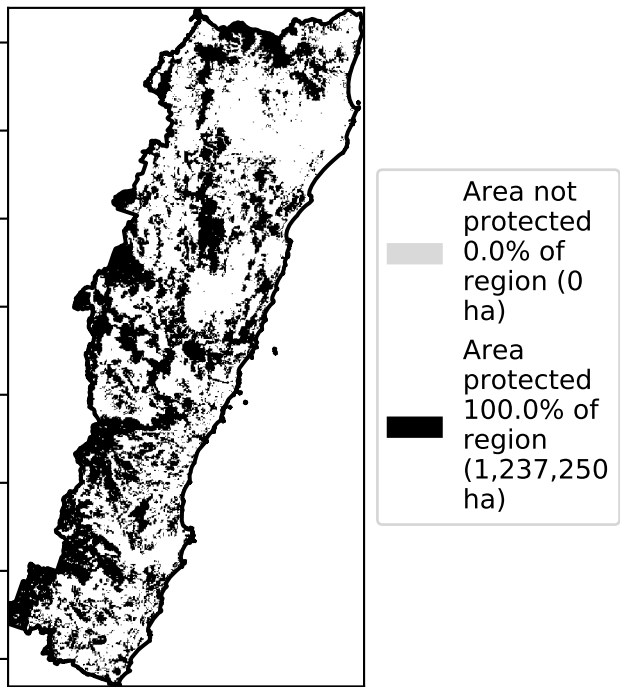 Area not
protected
0.0% of
region (0
ha)
Area
protected
100.0% of
region
(1,237,250
ha)